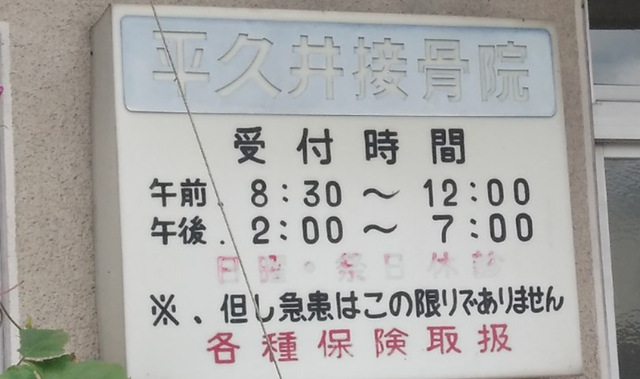 平久井接骨院
受付時間
午前 8:30 〜 12:00
午後. 2:00 〜 7:00
日曜・祭日休診
※、但し急患はこの限りでありません
各種保険取扱